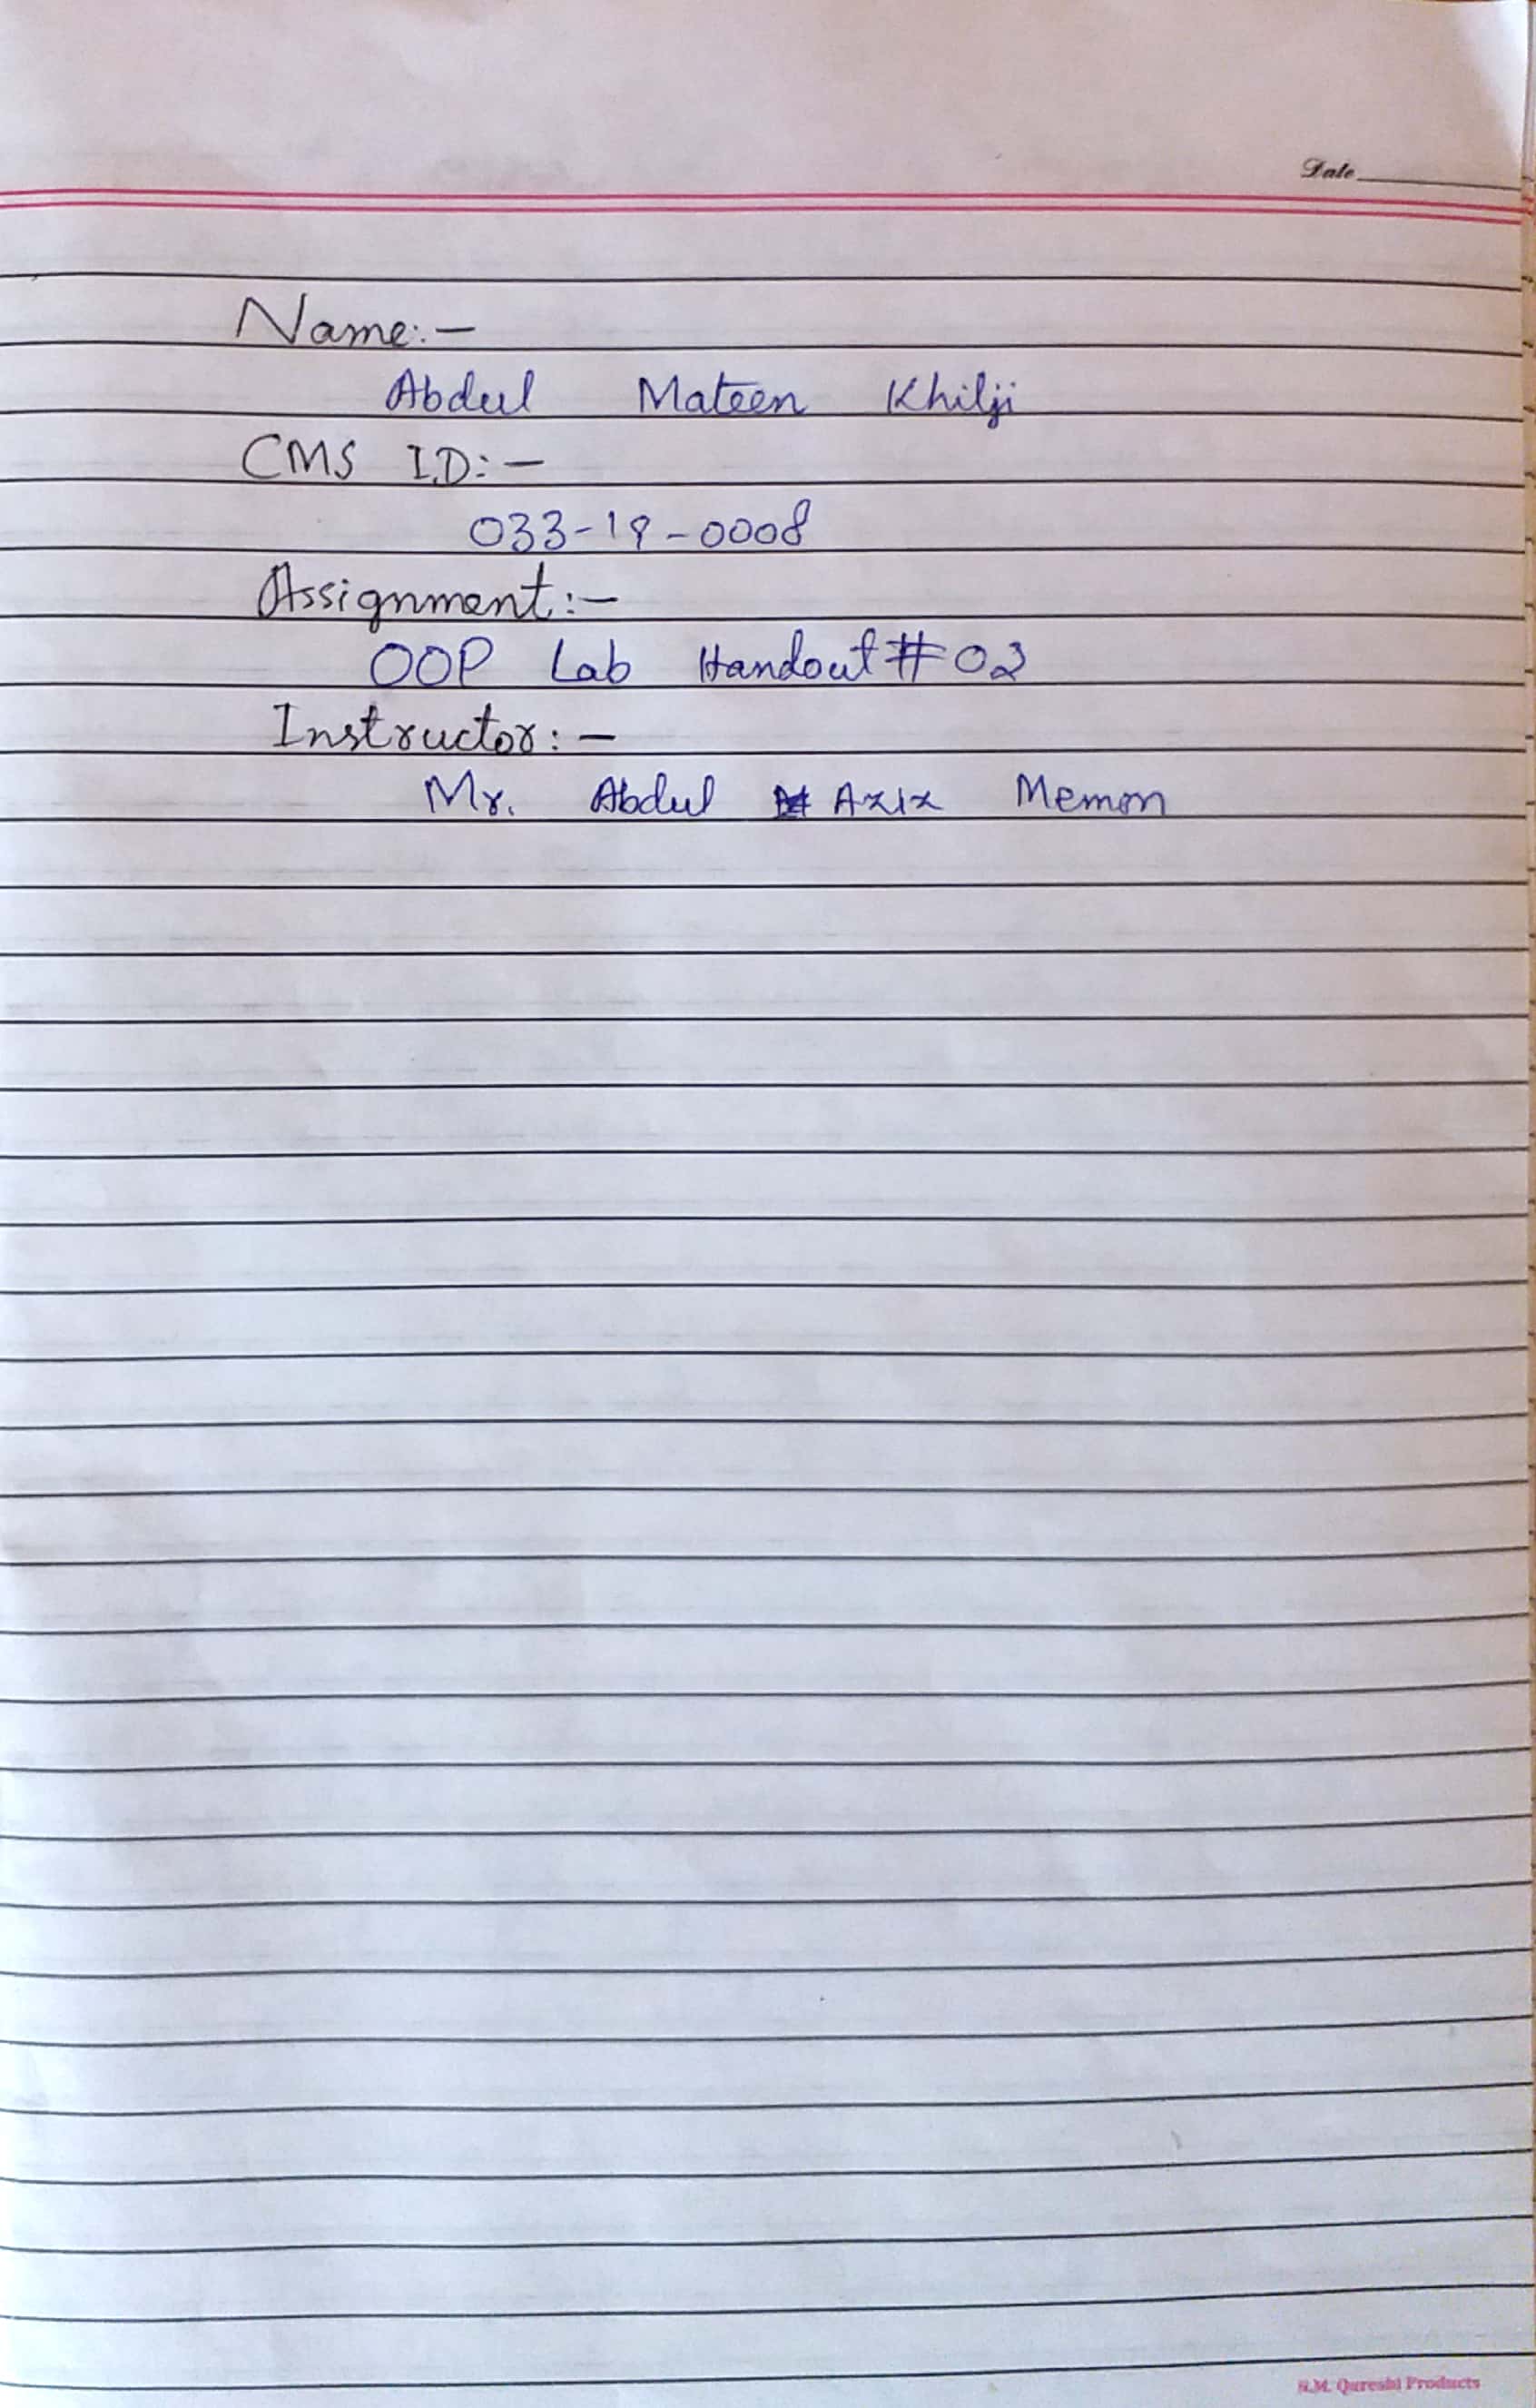 Date
Name:-
Abdul Mateen Khilji
CMS I.D:-
033-19-0008
Assignment:-
OOP Lab Handout # 02
Instructor:-
Mr. Abdul Aziz Memon
S.M. Qureshi Products